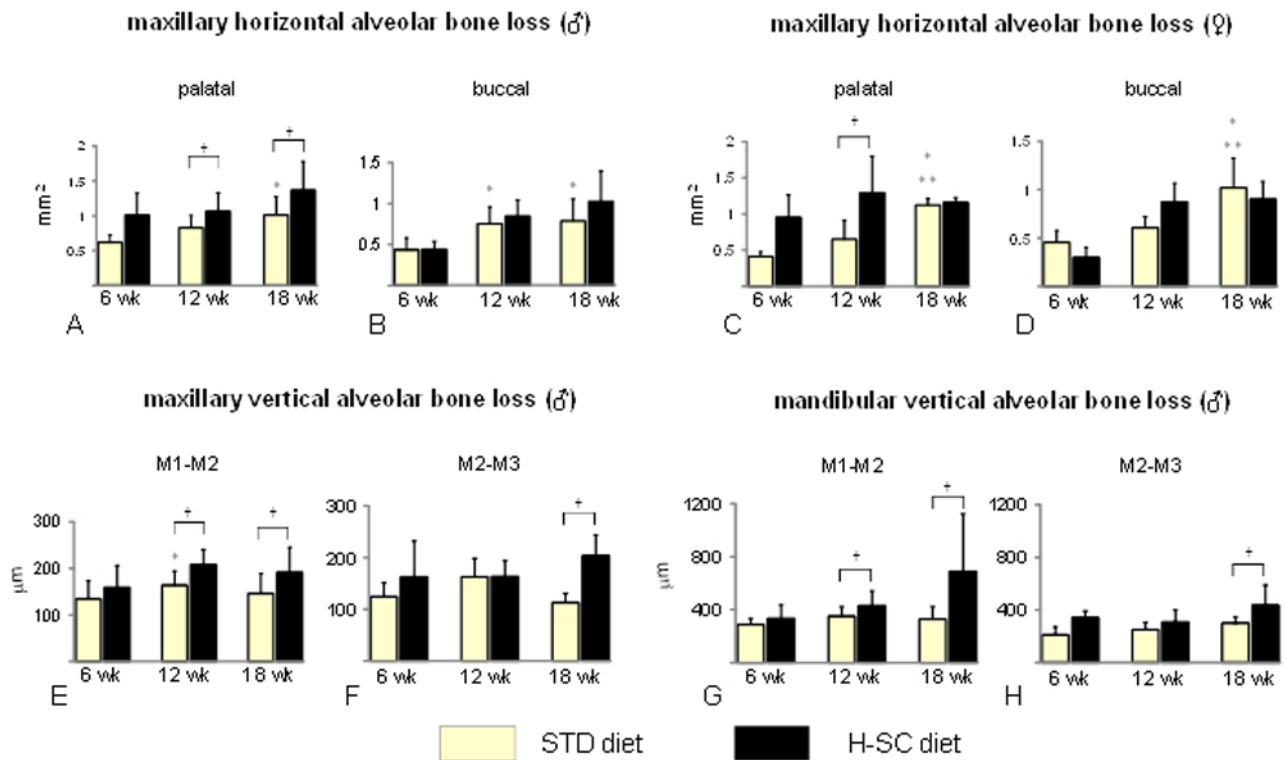 maxillary horizontal alveolar bone loss (♂)
palatal
buccal
mm²
2
1.5
1
0.5
+
+
*
6 wk 12 wk 18 wk
A
1.5
1
0.5
*
*
6 wk 12 wk 18 wk
B
maxillary horizontal alveolar bone loss (♀)
palatal
buccal
mm²
2
1.5
1
0.5
+
*
**
6 wk 12 wk 18 wk
C
1.5
1
0.5
*
**
6 wk 12 wk 18 wk
D
maxillary vertical alveolar bone loss (♂)
M1-M2
M2-M3
µm
300
200
100
+
+
*
6 wk 12 wk 18 wk
E
300
200
100
+
6 wk 12 wk 18 wk
F
mandibular vertical alveolar bone loss (♂)
M1-M2
M2-M3
µm
1200
800
400
+
+
6 wk 12 wk 18 wk
G
1200
800
400
+
6 wk 12 wk 18 wk
H
STD diet
H-SC diet